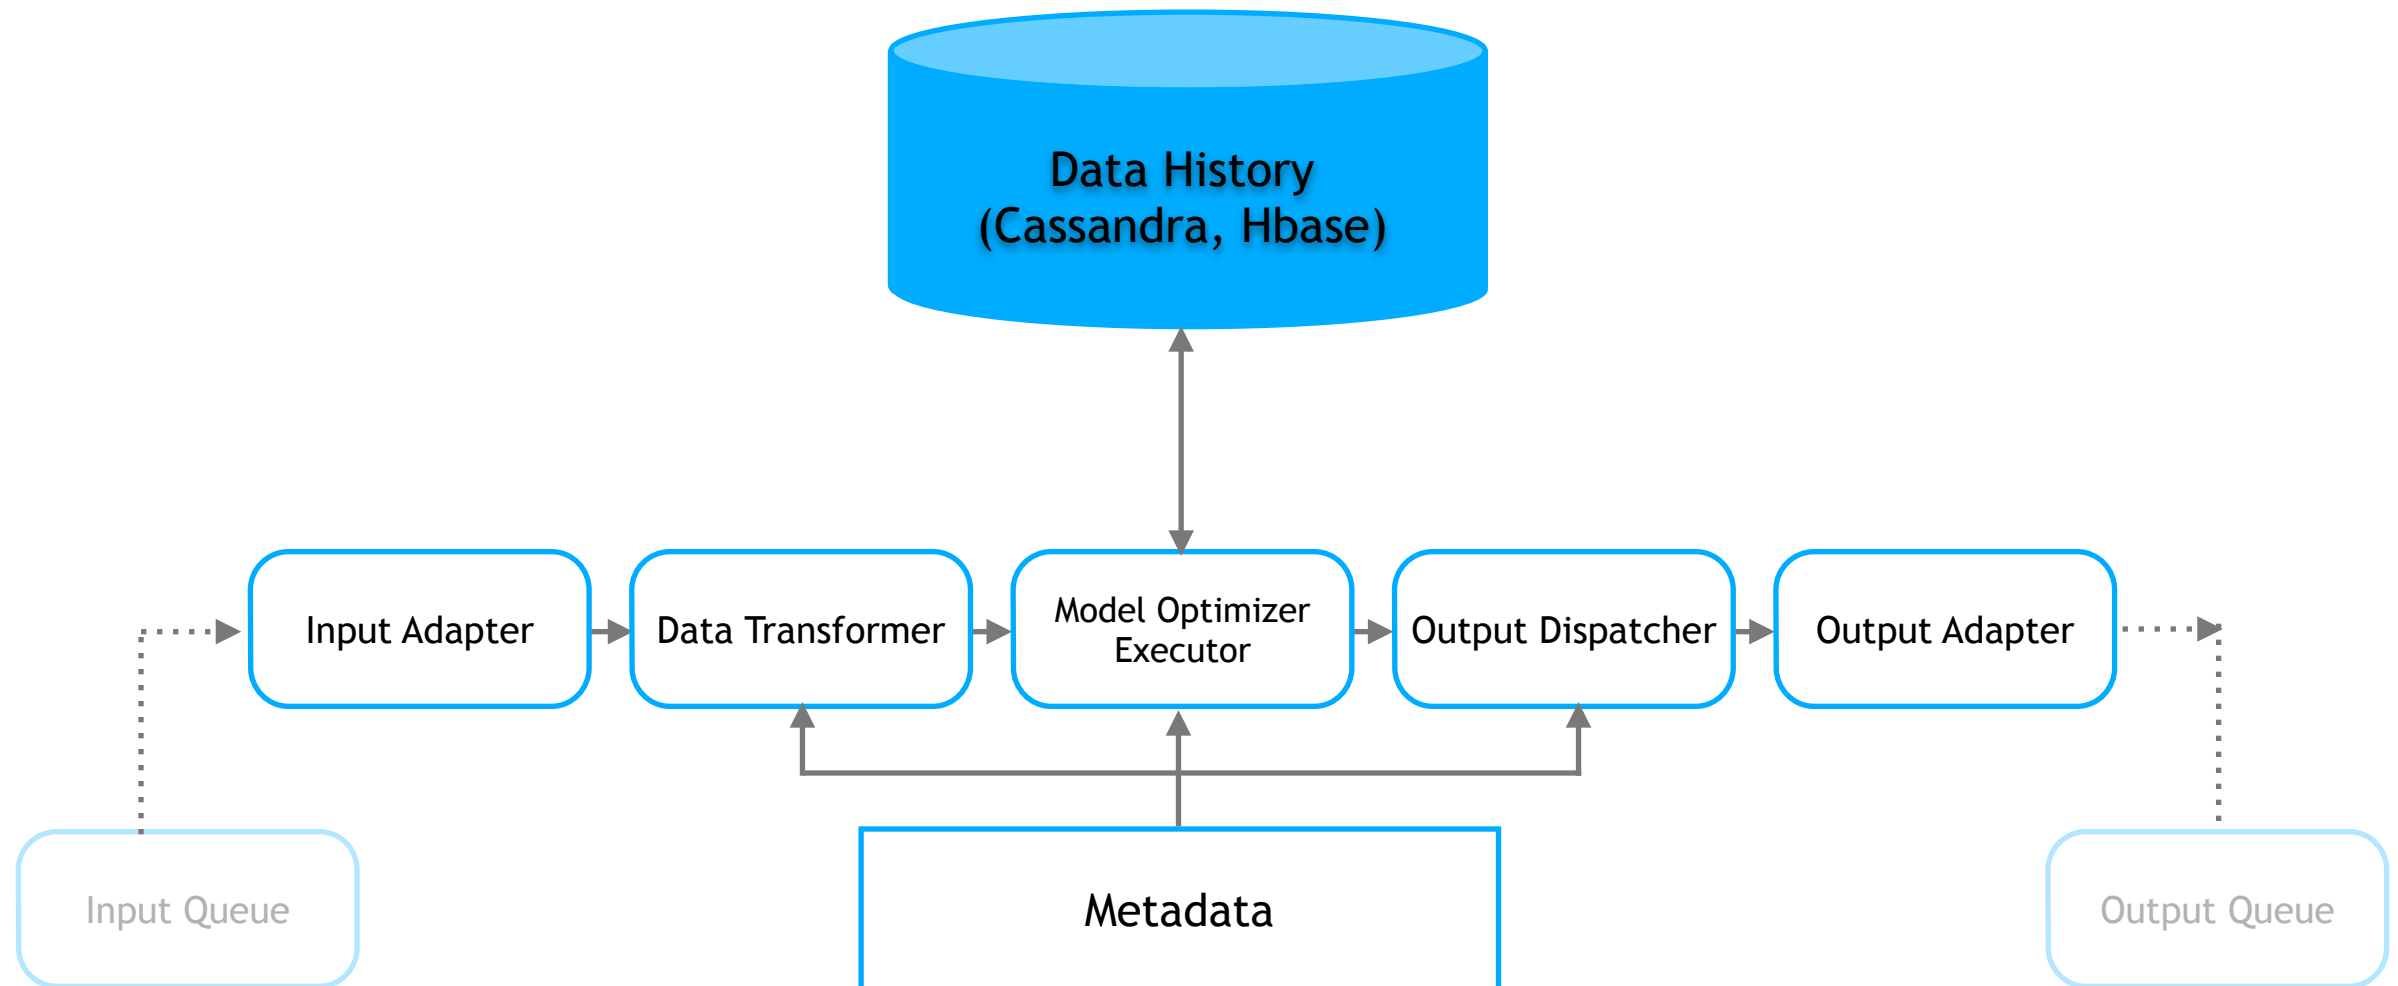 Data History
(Cassandra, Hbase)
Input Adapter
Data Transformer
Model Optimizer
Executor
Output Dispatcher
Output Adapter
Input Queue
Metadata
Output Queue